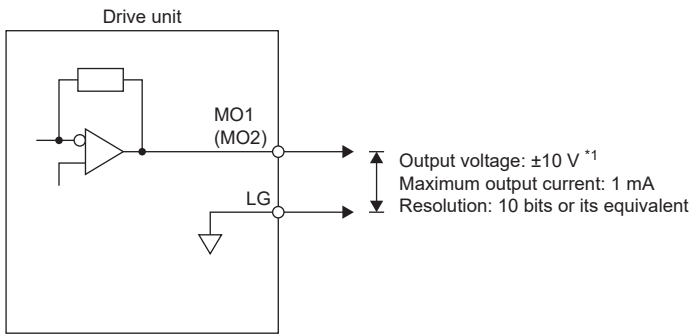 Drive unit
MO1
(MO2)
LG
Output voltage: ±10 V *1
Maximum output current: 1 mA
Resolution: 10 bits or its equivalent